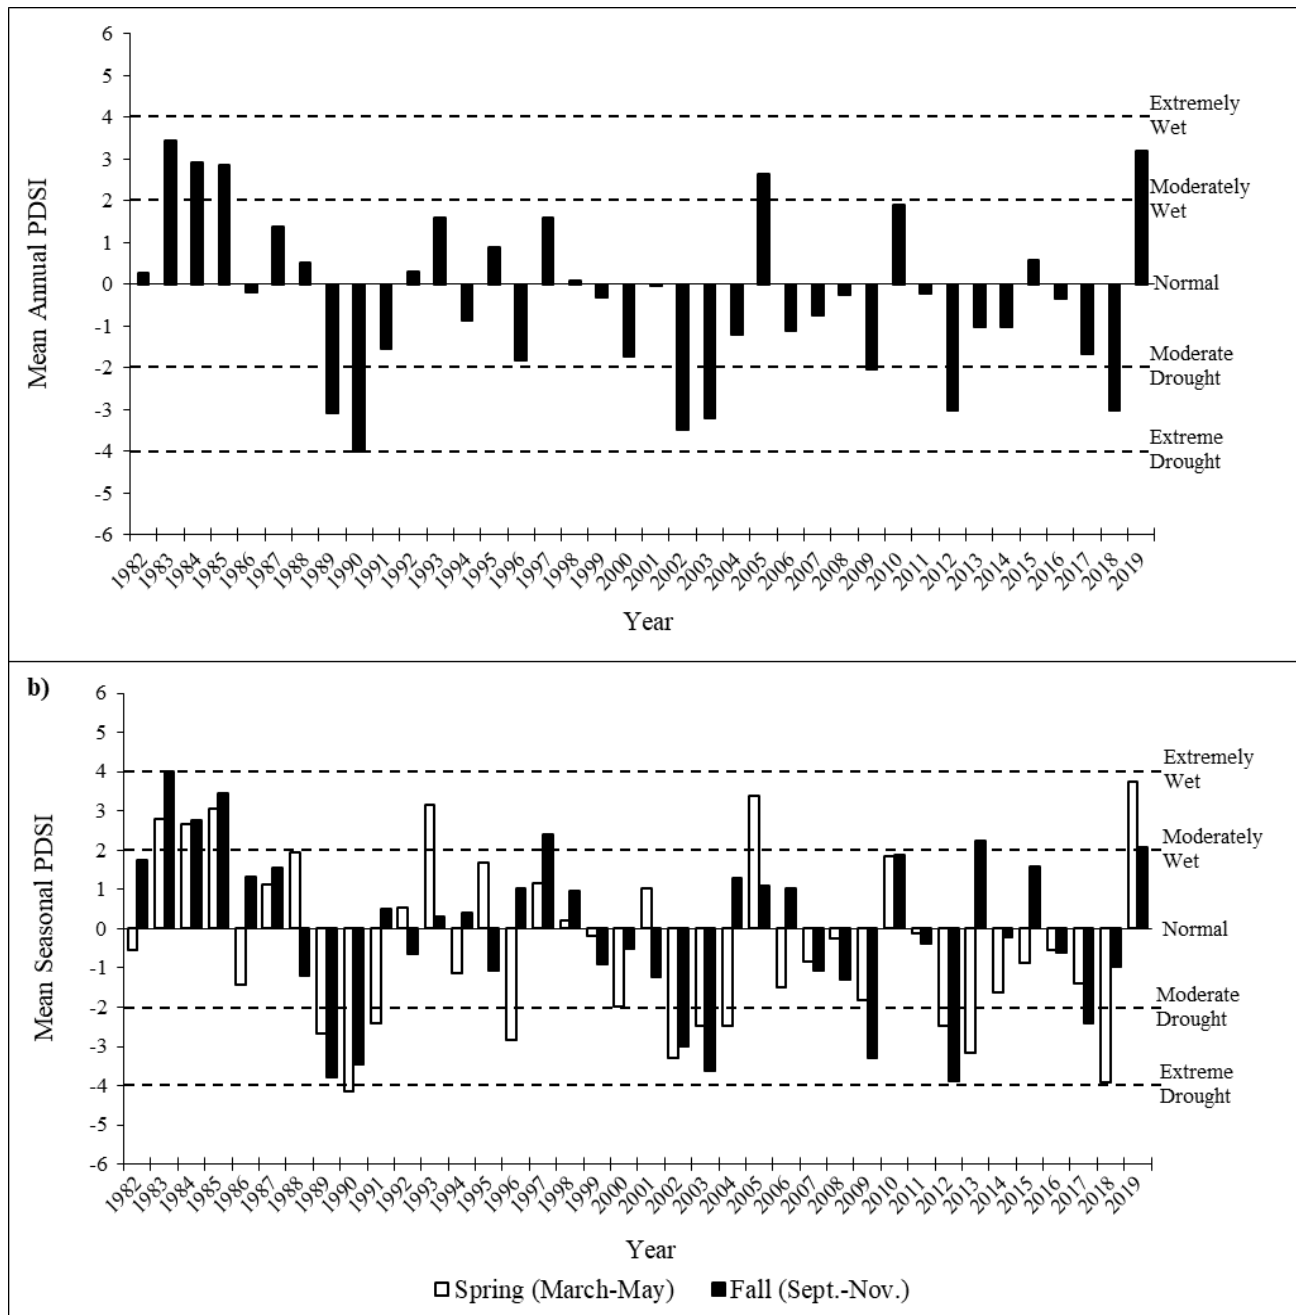 6
5
4
3
2
1
0
-1
-2
-3
-4
-5
-6
Mean Annual PDSI
Extremely
Wet
Moderately
Wet
Normal
Moderate
Drought
Extreme
Drought
1982 1983 1984 1985 1986 1987 1988 1989 1990 1991 1992 1993 1994 1995 1996 1997 1998 1999 2000 2001 2002 2003 2004 2005 2006 2007 2008 2009 2010 2011 2012 2013 2014 2015 2016 2017 2018 2019
Year
b)
6
5
4
3
2
1
0
-1
-2
-3
-4
-5
-6
Mean Seasonal PDSI
Extremely
Wet
Moderately
Wet
Normal
Moderate
Drought
Extreme
Drought
1982 1983 1984 1985 1986 1987 1988 1989 1990 1991 1992 1993 1994 1995 1996 1997 1998 1999 2000 2001 2002 2003 2004 2005 2006 2007 2008 2009 2010 2011 2012 2013 2014 2015 2016 2017 2018 2019
Year
Spring (March-May) Fall (Sept.-Nov.)